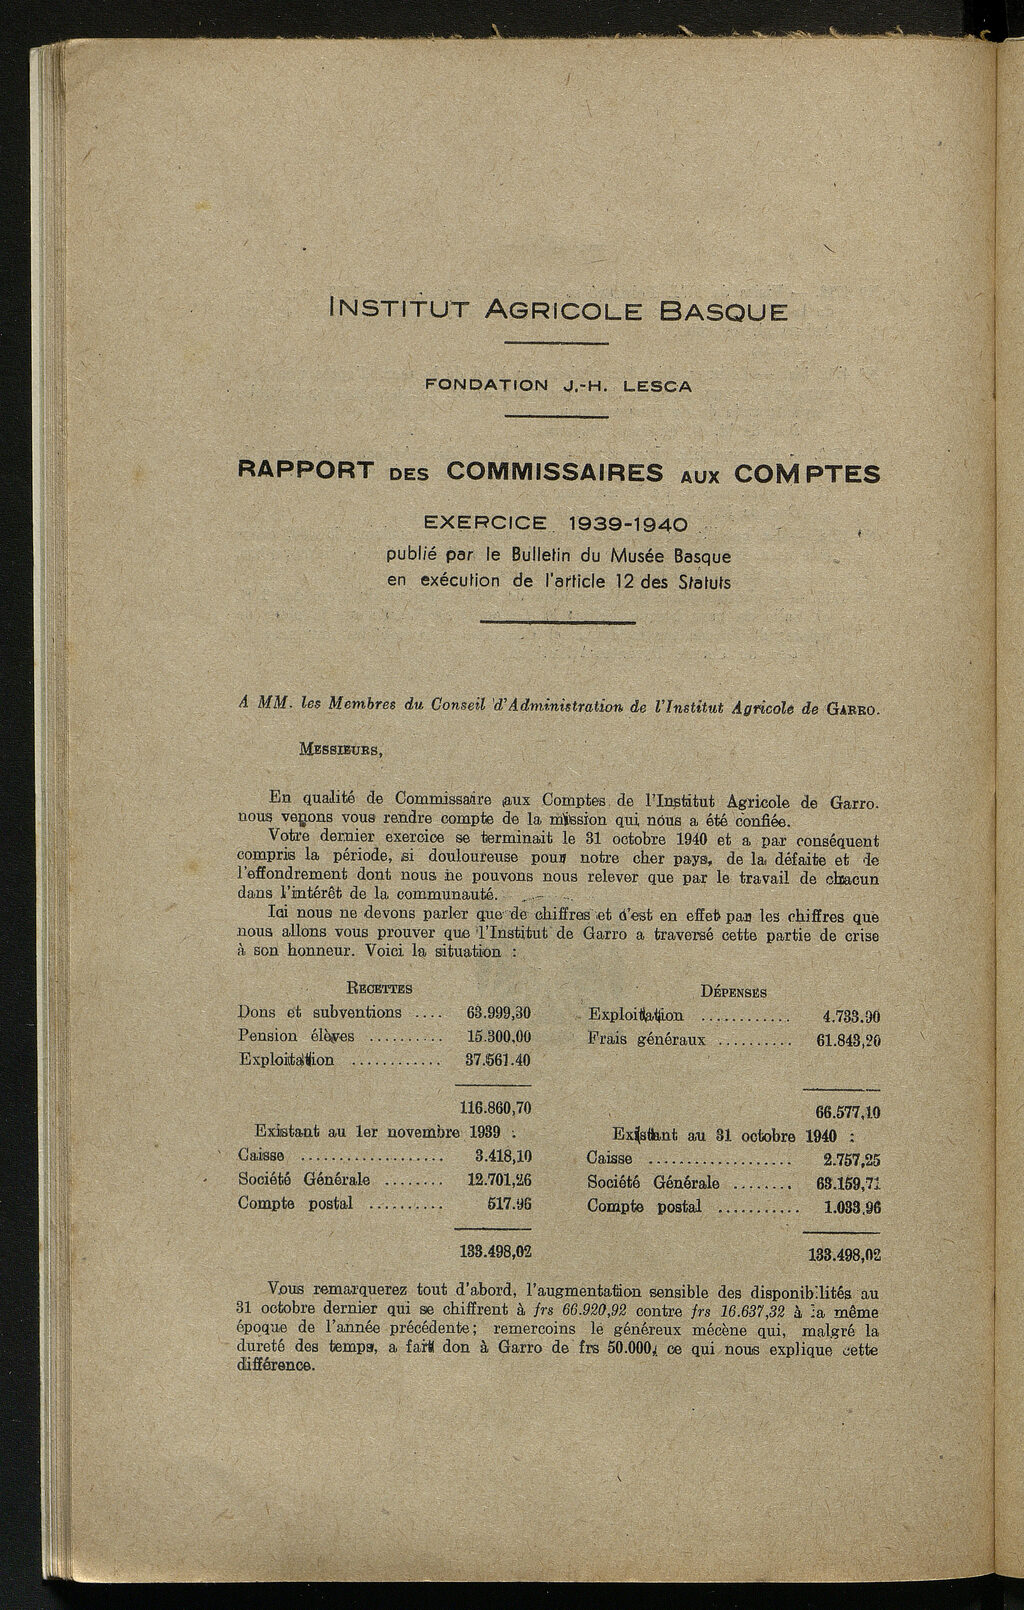 INSTITUT AGRICOLE BASQUE
FONDATION J.-H. LESCA
RAPPORT DES COMMISSAIRES AUX COMPTES
EXERCICE 1939-1940
publié par le Bulletin du Musée Basque
en exécution de l'article 12 des Statuts
A MM. les Membres du Conseil d'Administration de l'Institut Agricole de GARRO.
MESSIEURS,
En qualité de Commissaire aux Comptes de l'Institut Agricole de Garro.
nous venons vous rendre compte de la mission qui nous a été confiée.
Votre dernier exercice se terminait le 31 octobre 1940 et a par conséquent
compris la période, si douloureuse pour notre cher pays, de la défaite et de
l'effondrement dont nous ne pouvons nous relever que par le travail de chacun
dans l'intérêt de la communauté.
Ici nous ne devons parler que de chiffres et c'est en effet par les chiffres que
nous allons vous prouver que l'Institut de Garro a traversé cette partie de crise
à son honneur. Voici la situation :
RECETTES
Dons et subventions .... 63.999,30
Pension élèves .......... 15.300,00
Exploitation ............ 37.561.40
116.860,70
Existant au 1er novembre 1939 :
Caisse ................... 3.418,10
Société Générale ........ 12.701,26
Compte postal .......... 517.96
133.498,02
DÉPENSES
Exploitation ............ 4.733.90
Frais généraux .......... 61.843,20
66.577,10
Existant au 31 octobre 1940 :
Caisse ................... 2.757,25
Société Générale ........ 63.159,71
Compte postal ........... 1.033,96
133.498,02
Vous remarquerez tout d'abord, l'augmentation sensible des disponibilités au
31 octobre dernier qui se chiffrent à frs 66.920,92 contre frs 16.637,32 à la même
époque de l'année précédente; remercoins le généreux mécène qui, malgré la
dureté des temps, a fait don à Garro de frs 50.000, ce qui nous explique cette
différence.